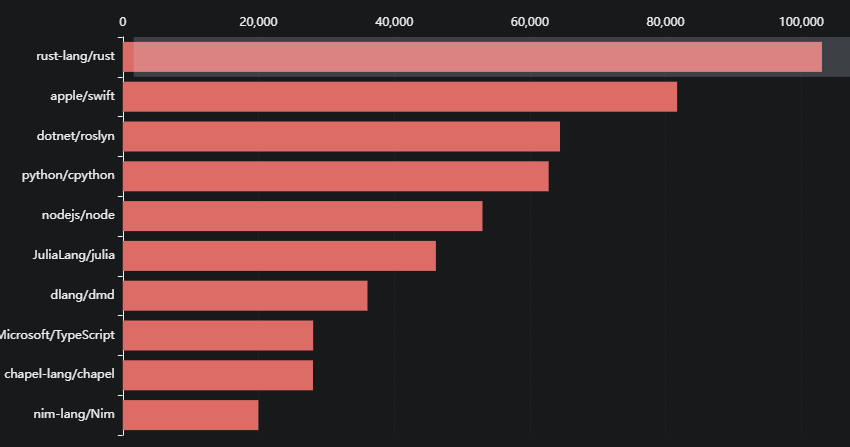 0 20,000 40,000 60,000 80,000 100,000
rust-lang/rust
apple/swift
dotnet/roslyn
python/cpython
nodejs/node
JuliaLang/julia
dlang/dmd
Microsoft/TypeScript
chapel-lang/chapel
nim-lang/Nim